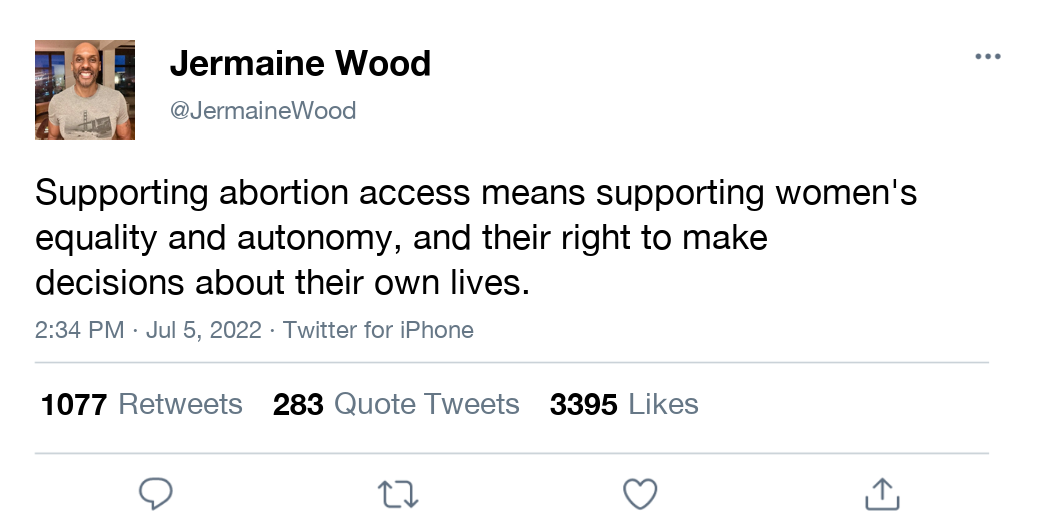 Jermaine Wood
@JermaineWood
Supporting abortion access means supporting women's
equality and autonomy, and their right to make
decisions about their own lives.
2:34 PM · Jul 5, 2022 · Twitter for iPhone
1077 Retweets 283 Quote Tweets 3395 Likes